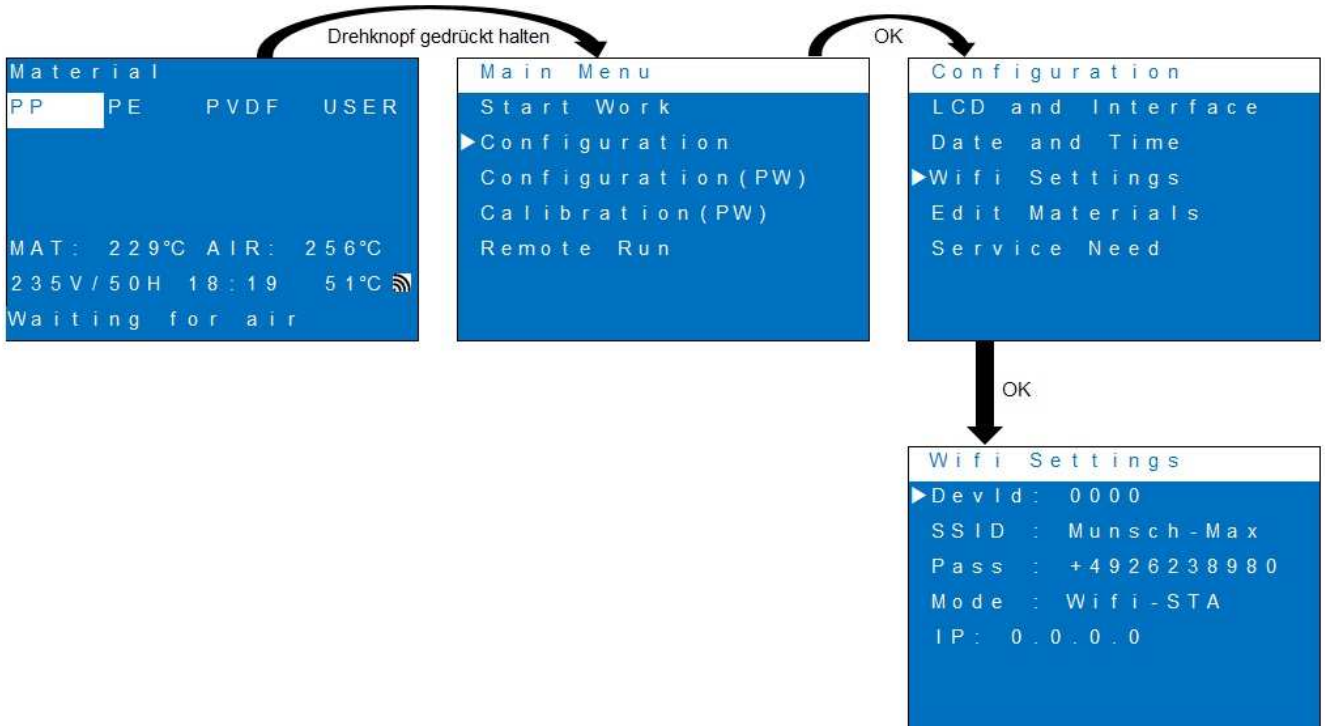 Drehknopf gedrückt halten
OK
Material
PP PE PVDF USER
MAT: 229°C AIR: 256°C
235V/50H 18:19 51°C
Waiting for air
Main Menu
Start Work
Configuration
Configuration(PW)
Calibration(PW)
Remote Run
Configuration
LCD and Interface
Date and Time
Wifi Settings
Edit Materials
Service Need
OK
Wifi Settings
DevId: 0000
SSID : Munsch-Max
Pass : +4926238980
Mode : Wifi-STA
IP: 0.0.0.0